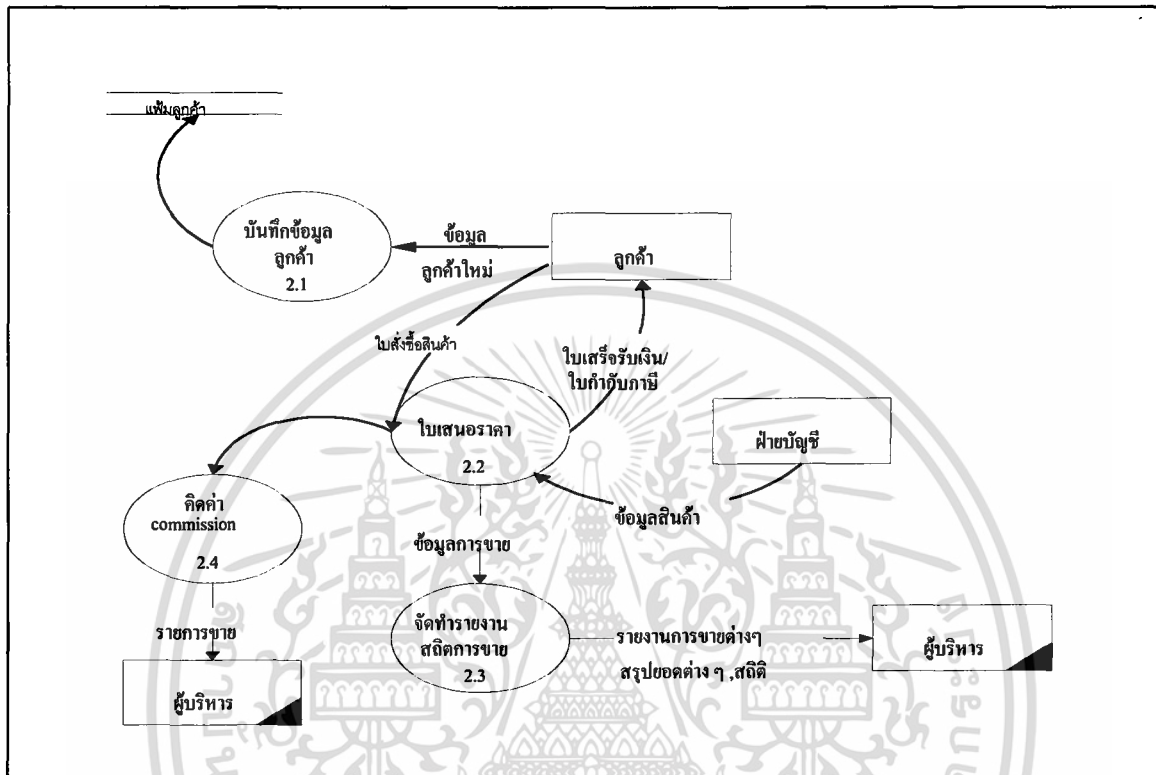 แฟ้มลูกค้า
บันทึกข้อมูล
ลูกค้า
2.1
ข้อมูล
ลูกค้าใหม่
ลูกค้า
ใบสั่งซื้อสินค้า
ใบเสร็จรับเงิน/
ใบกำกับภาษี
ใบเสนอราคา
2.2
ฝ่ายบัญชี
ข้อมูลสินค้า
คิดค่า
commission
2.4
ข้อมูลการขาย
รายการขาย
ผู้บริหาร
จัดทำรายงาน
สถิตการขาย
2.3
รายงานการขายต่างๆ
สรุปยอดต่าง ๆ ,สถิติ
ผู้บริหาร